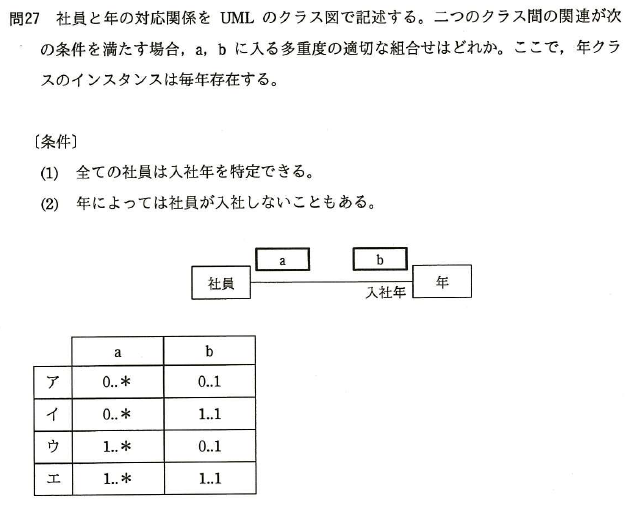 問27 社員と年の対応関係を UML のクラス図で記述する。二つのクラス間の関連が次
の条件を満たす場合，a，b に入る多重度の適切な組合せはどれか。ここで，年クラ
スのインスタンスは毎年存在する。
〔条件〕
(1) 全ての社員は入社年を特定できる。
(2) 年によっては社員が入社しないこともある。
a b
社員 年
入社年
a b
ア 0..＊ 0..1
イ 0..＊ 1..1
ウ 1..＊ 0..1
エ 1..＊ 1..1